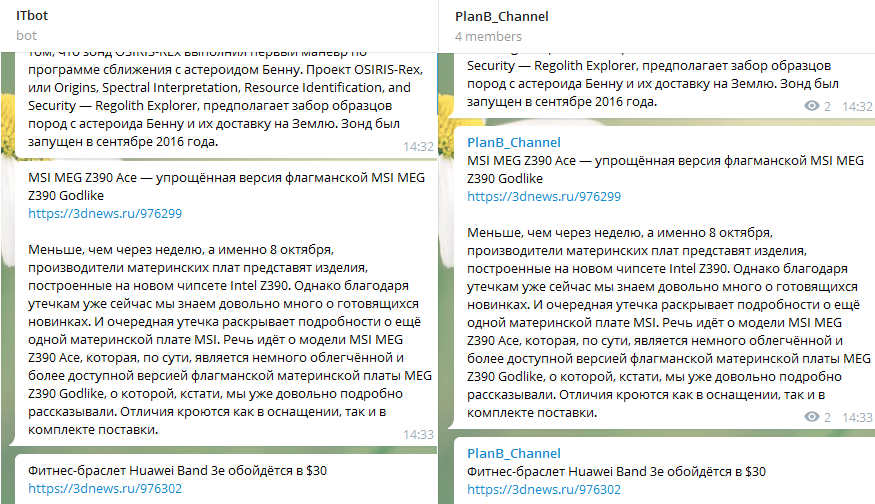 ITbot
bot
том, что зонд OSIRIS-REx выполнил первый маневр по
программе сближения с астероидом Бенну. Проект OSIRIS-Rex,
или Origins, Spectral Interpretation, Resource Identification, and
Security — Regolith Explorer, предполагает забор образцов
пород с астероида Бенну и их доставку на Землю. Зонд был
запущен в сентябре 2016 года.
14:32
MSI MEG Z390 Ace — упрощённая версия флагманской MSI MEG
Z390 Godlike
https://3dnews.ru/976299
Меньше, чем через неделю, а именно 8 октября,
производители материнских плат представят изделия,
построенные на новом чипсете Intel Z390. Однако благодаря
утечкам уже сейчас мы знаем довольно много о готовящихся
новинках. И очередная утечка раскрывает подробности о ещё
одной материнской плате MSI. Речь идёт о модели MSI MEG
Z390 Ace, которая, по сути, является немного облегчённой и
более доступной версией флагманской материнской платы MEG
Z390 Godlike, о которой, кстати, мы уже довольно подробно
рассказывали. Отличия кроются как в оснащении, так и в
комплекте поставки.
14:33
Фитнес-браслет Huawei Band 3e обойдётся в $30
https://3dnews.ru/976302
PlanB_Channel
4 members
Security — Regolith Explorer, предполагает забор образцов
пород с астероида Бенну и их доставку на Землю. Зонд был
запущен в сентябре 2016 года.
2 14:32
PlanB_Channel
MSI MEG Z390 Ace — упрощённая версия флагманской MSI MEG
Z390 Godlike
https://3dnews.ru/976299
Меньше, чем через неделю, а именно 8 октября,
производители материнских плат представят изделия,
построенные на новом чипсете Intel Z390. Однако благодаря
утечкам уже сейчас мы знаем довольно много о готовящихся
новинках. И очередная утечка раскрывает подробности о ещё
одной материнской плате MSI. Речь идёт о модели MSI MEG
Z390 Ace, которая, по сути, является немного облегчённой и
более доступной версией флагманской материнской платы MEG
Z390 Godlike, о которой, кстати, мы уже довольно подробно
рассказывали. Отличия кроются как в оснащении, так и в
комплекте поставки.
2 14:33
PlanB_Channel
Фитнес-браслет Huawei Band 3e обойдётся в $30
https://3dnews.ru/976302